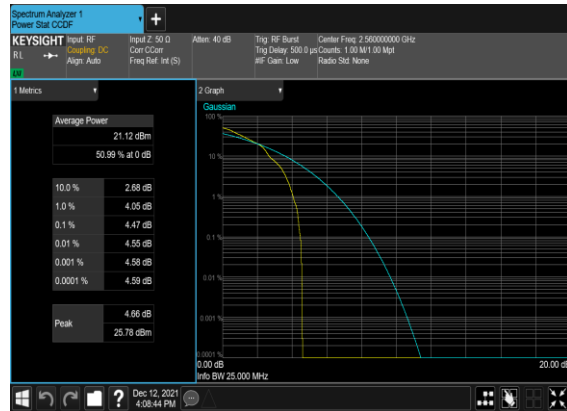 Spectrum Analyzer 1
Power Stat CCDF
KEYSIGHT
RL
Input: RF
Coupling: DC
Align: Auto
Input Z: 50 Ω
Corr CCorr
Freq Ref: Int (S)
Atten: 40 dB
Trig: RF Burst
Trig Delay: 500.0 µs
#IF Gain: Low
Center Freq: 2.560000000 GHz
Counts: 1.00 M/1.00 Mpt
Radio Std: None
1 Metrics
Average Power
21.12 dBm
50.99 % at 0 dB
10.0 % 2.68 dB
1.0 % 4.05 dB
0.1 % 4.47 dB
0.01 % 4.55 dB
0.001 % 4.58 dB
0.0001 % 4.59 dB
Peak
4.66 dB
25.78 dBm
2 Graph
Gaussian
100 %
10 %
1 %
0.1 %
0.01 %
0.001 %
0.0001 %
0.00 dB
20.00 dB
Info BW 25.000 MHz
Dec 12, 2021
4:08:44 PM